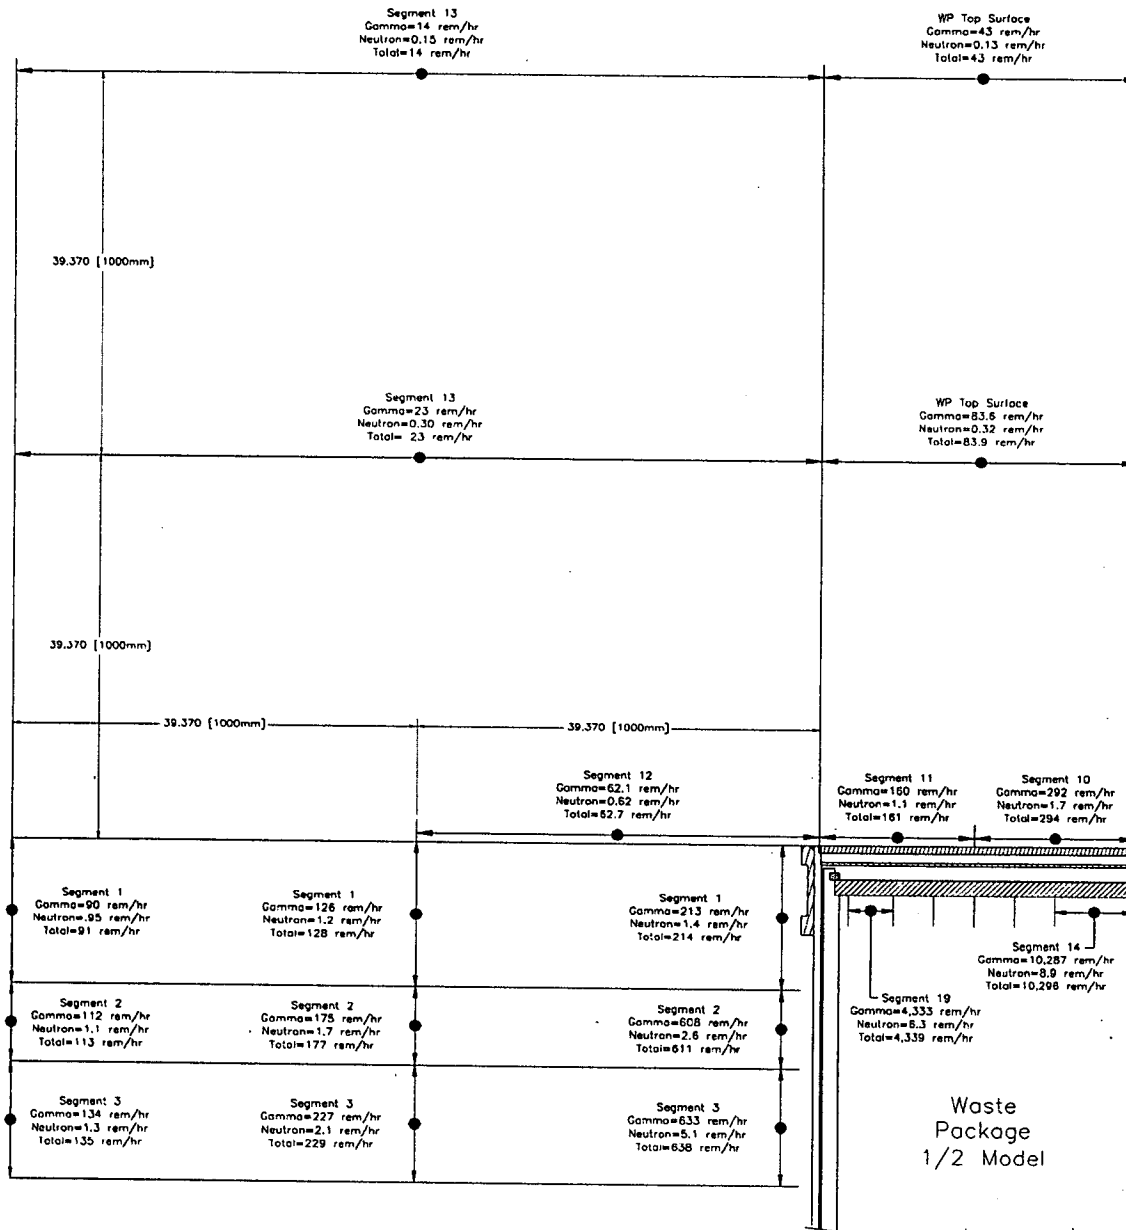 Segment 13
Gamma=14 rem/hr
Neutron=0.15 rem/hr
Total=14 rem/hr
WP Top Surface
Gamma=43 rem/hr
Neutron=0.13 rem/hr
Total=43 rem/hr
39.370 [1000mm]
Segment 13
Gamma=23 rem/hr
Neutron=0.30 rem/hr
Total= 23 rem/hr
WP Top Surface
Gamma=83.6 rem/hr
Neutron=0.32 rem/hr
Total=83.9 rem/hr
39.370 [1000mm]
39.370 [1000mm]
39.370 [1000mm]
Segment 12
Gamma=62.1 rem/hr
Neutron=0.62 rem/hr
Total=62.7 rem/hr
Segment 11
Gamma=160 rem/hr
Neutron=1.1 rem/hr
Total=161 rem/hr
Segment 10
Gamma=292 rem/hr
Neutron=1.7 rem/hr
Total=294 rem/hr
Segment 1
Gamma=90 rem/hr
Neutron=.95 rem/hr
Total=91 rem/hr
Segment 1
Gamma=126 rem/hr
Neutron=1.2 rem/hr
Total=128 rem/hr
Segment 1
Gamma=213 rem/hr
Neutron=1.4 rem/hr
Total=214 rem/hr
Segment 14
Gamma=10,287 rem/hr
Neutron=8.9 rem/hr
Total=10,296 rem/hr
Segment 19
Gamma=4,333 rem/hr
Neutron=6.3 rem/hr
Total=4,339 rem/hr
Segment 2
Gamma=112 rem/hr
Neutron=1.1 rem/hr
Total=113 rem/hr
Segment 2
Gamma=175 rem/hr
Neutron=1.7 rem/hr
Total=177 rem/hr
Segment 2
Gamma=608 rem/hr
Neutron=2.6 rem/hr
Total=611 rem/hr
Segment 3
Gamma=134 rem/hr
Neutron=1.3 rem/hr
Total=135 rem/hr
Segment 3
Gamma=227 rem/hr
Neutron=2.1 rem/hr
Total=229 rem/hr
Segment 3
Gamma=633 rem/hr
Neutron=5.1 rem/hr
Total=638 rem/hr
Waste
Package
1/2 Model